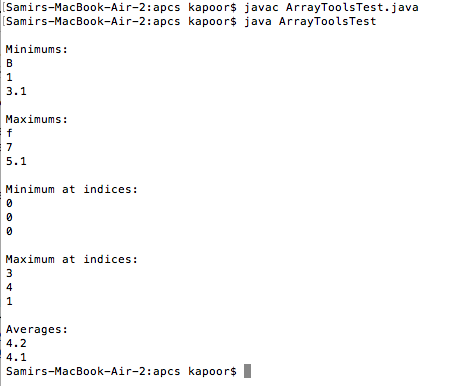 [Samirs-MacBook-Air-2:apcs kapoor$ javac ArrayToolsTest.java
[Samirs-MacBook-Air-2:apcs kapoor$ java ArrayToolsTest
Minimums:
B
1
3.1
Maximums:
f
7
5.1
Minimum at indices:
0
0
0
Maximum at indices:
3
4
1
Averages:
4.2
4.1
Samirs-MacBook-Air-2:apcs kapoor$